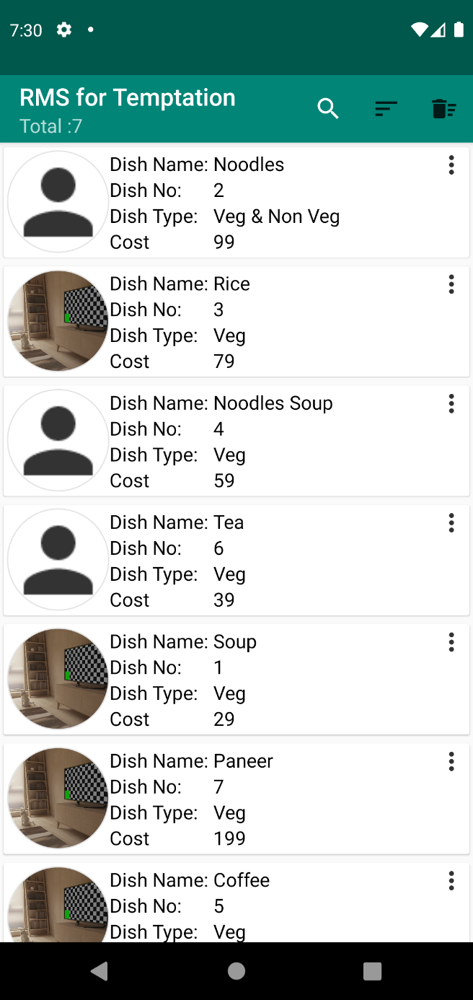 7:30
RMS for Temptation
Total :7
Dish Name: Noodles
Dish No: 2
Dish Type: Veg & Non Veg
Cost 99
Dish Name: Rice
Dish No: 3
Dish Type: Veg
Cost 79
Dish Name: Noodles Soup
Dish No: 4
Dish Type: Veg
Cost 59
Dish Name: Tea
Dish No: 6
Dish Type: Veg
Cost 39
Dish Name: Soup
Dish No: 1
Dish Type: Veg
Cost 29
Dish Name: Paneer
Dish No: 7
Dish Type: Veg
Cost 199
Dish Name: Coffee
Dish No: 5
Dish Type: Veg